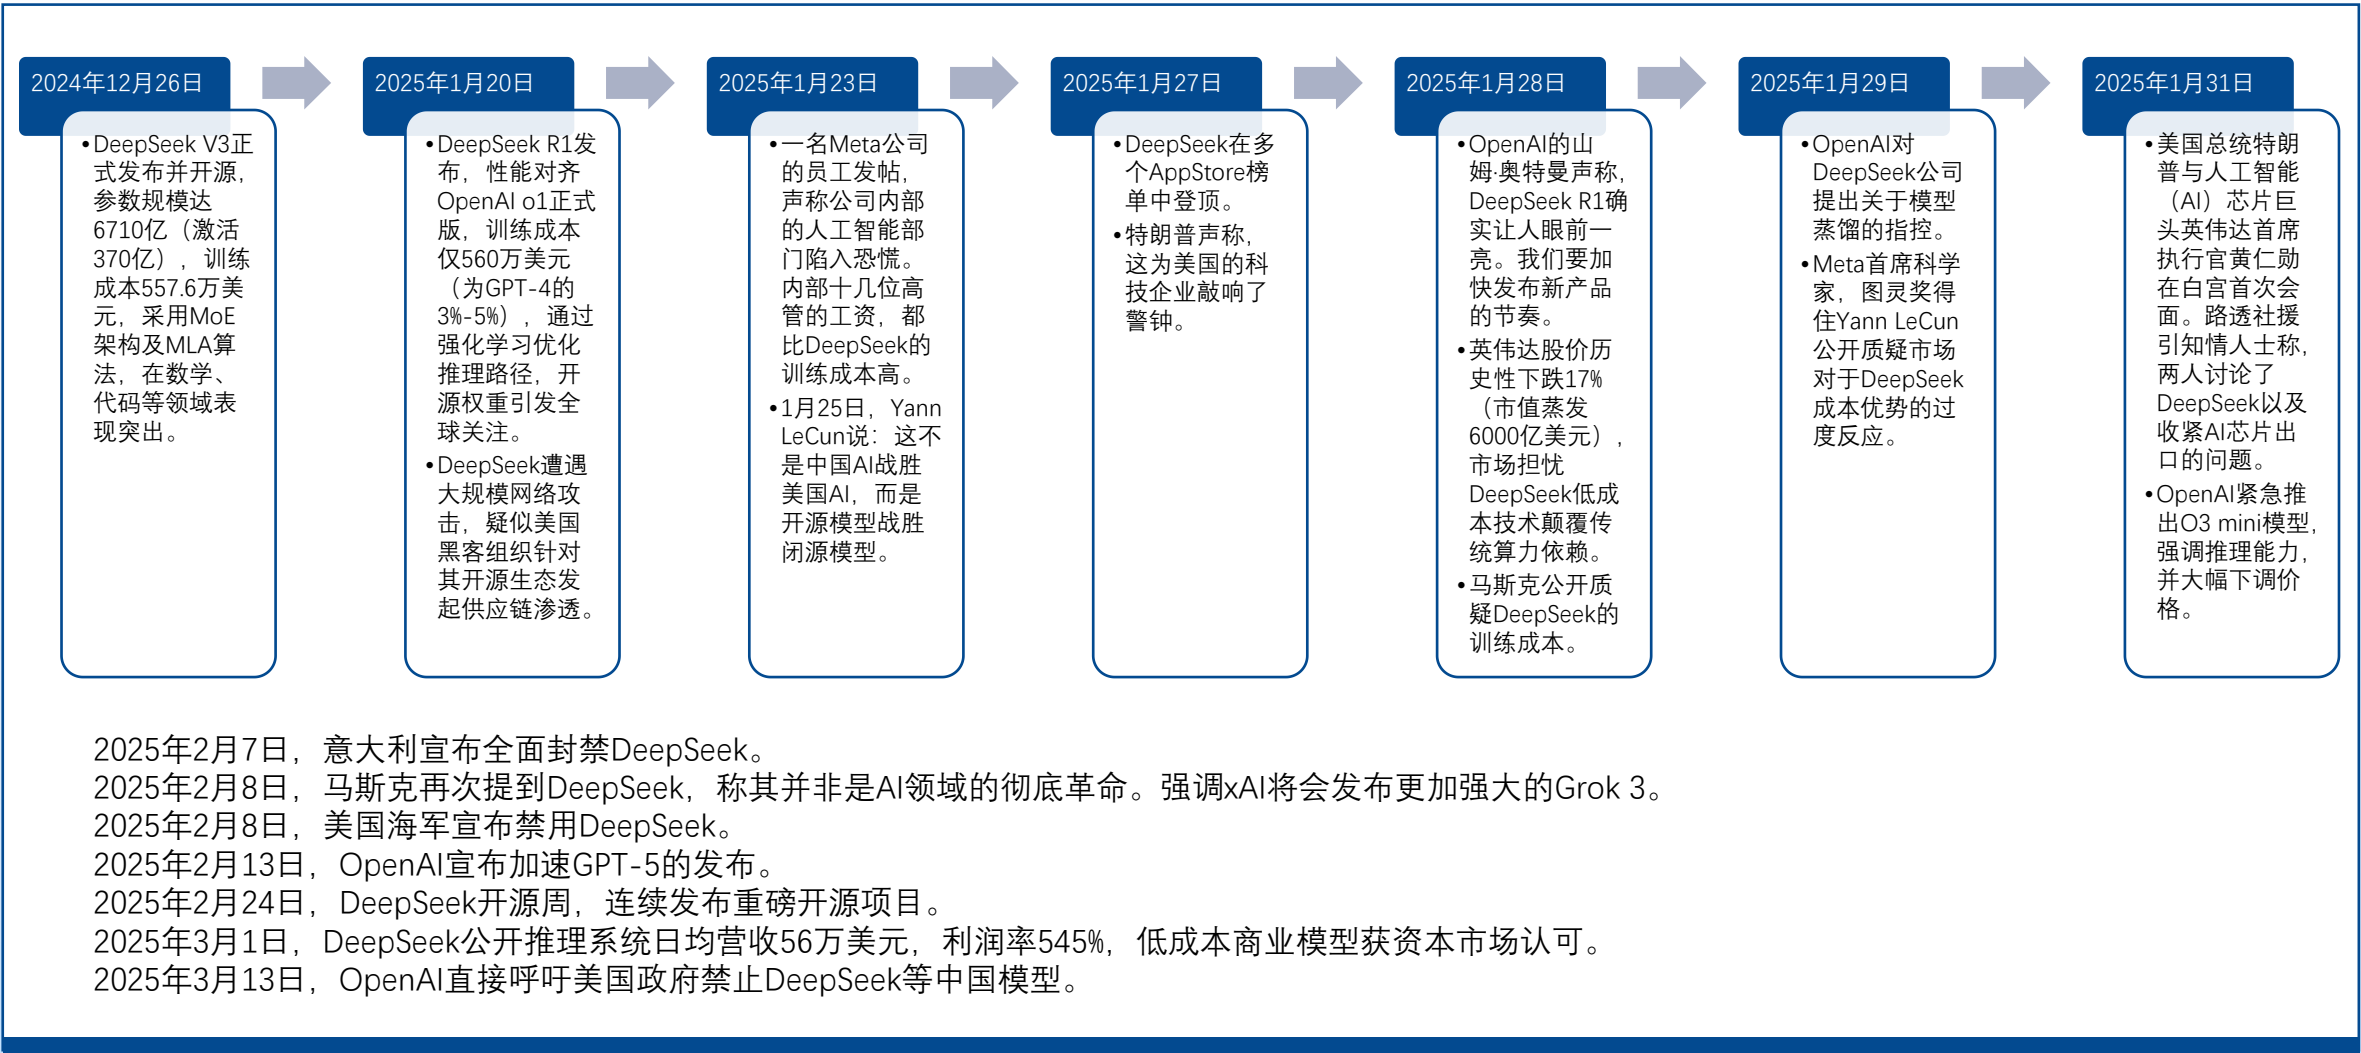 2024年12月26日
•DeepSeek V3正
式发布并开源，
参数规模达
6710亿（激活
370亿），训练
成本557.6万美
元，采用MoE
架构及MLA算
法，在数学、
代码等领域表
现突出。
2025年1月20日
•DeepSeek R1发
布，性能对齐
OpenAI o1正式
版，训练成本
仅560万美元
（为GPT-4的
3%-5%），通过
强化学习优化
推理路径，开
源权重引发全
球关注。
•DeepSeek遭遇
大规模网络攻
击，疑似美国
黑客组织针对
其开源生态发
起供应链渗透。
2025年1月23日
•一名Meta公司
的员工发帖，
声称公司内部
的人工智能部
门陷入恐慌。
内部十几位高
管的工资，都
比DeepSeek的
训练成本高。
•1月25日，Yann
LeCun说：这不
是中国AI战胜
美国AI，而是
开源模型战胜
闭源模型。
2025年1月27日
•DeepSeek在多
个AppStore榜
单中登顶。
•特朗普声称，
这为美国的科
技企业敲响了
警钟。
2025年1月28日
•OpenAI的山
姆·奥特曼声称，
DeepSeek R1确
实让人眼前一
亮。我们要加
快发布新产品
的节奏。
•英伟达股价历
史性下跌17%
（市值蒸发
6000亿美元），
市场担忧
DeepSeek低成
本技术颠覆传
统算力依赖。
•马斯克公开质
疑DeepSeek的
训练成本。
2025年1月29日
•OpenAI对
DeepSeek公司
提出关于模型
蒸馏的指控。
•Meta首席科学
家，图灵奖得
住Yann LeCun
公开质疑市场
对于DeepSeek
成本优势的过
度反应。
2025年1月31日
•美国总统特朗
普与人工智能
（AI）芯片巨
头英伟达首席
执行官黄仁勋
在白宫首次会
面。路透社援
引知情人士称，
两人讨论了
DeepSeek以及
收紧AI芯片出
口的问题。
•OpenAI紧急推
出O3 mini模型，
强调推理能力，
并大幅下调价
格。
2025年2月7日，意大利宣布全面封禁DeepSeek。
2025年2月8日，马斯克再次提到DeepSeek，称其并非是AI领域的彻底革命。强调xAI将会发布更加强大的Grok 3。
2025年2月8日，美国海军宣布禁用DeepSeek。
2025年2月13日，OpenAI宣布加速GPT-5的发布。
2025年2月24日，DeepSeek开源周，连续发布重磅开源项目。
2025年3月1日，DeepSeek公开推理系统日均营收56万美元，利润率545%，低成本商业模型获资本市场认可。
2025年3月13日，OpenAI直接呼吁美国政府禁止DeepSeek等中国模型。